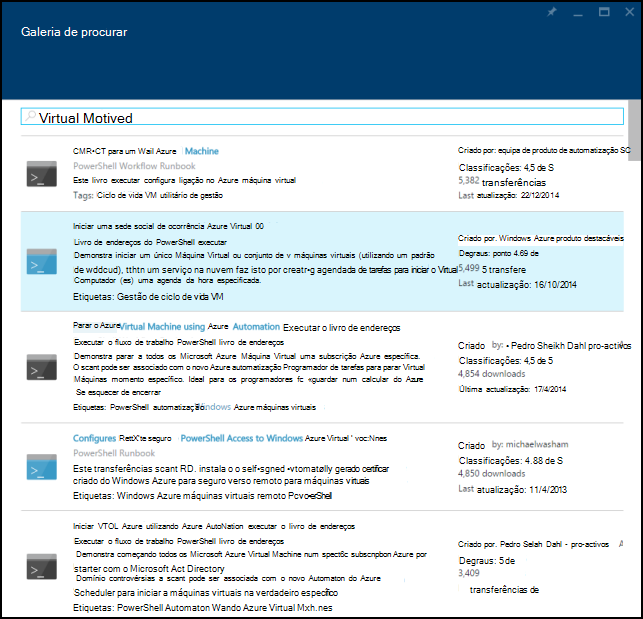 Galeria de procurar
Virtual Motived
CMR•CT para um Wail Azure Machine
PowerShell Workflow Runbook
Este livro executar configura ligação no Azure máquina virtual
Tags: Ciclo de vida VM utilitário de gestão
Criado por: equipa de produto de automatização SC
Classificações: 4,5 de S
5,382 transferências
Last atualização: 22/12/2014
Iniciar uma sede social de ocorrência Azure Virtual 00
Livro de endereços do PowerShell executar
Demonstra iniciar um único Máquina Virtual ou conjunto de v máquinas virtuais (utilizando um padrão
de wddcud), tthtn um serviço na nuvem faz isto por creatr•g agendada de tarefas para iniciar o Virtual
Computador (es) uma agenda da hora especificada.
Etiquetas: Gestão de ciclo de vida VM
Criado por. Windows Azure produto destacáveis
Degraus: ponto 4.69 de
5,499 5 transfere
Last actualização: 16/10/2014
Parar o Azure Virtual Machine using Azure Automation Executar o livro de endereços
Executar o fluxo de trabalho PowerShell livro de endereços
Demonstra parar a todos os Microsoft Azure Máquina Virtual uma subscrição Azure específica.
O scant pode ser associado com o novo Azure automatização Programador de tarefas para parar Virtual
Máquinas momento específico. Ideal para os programadores fc «guardar num calcular do Azure
Se esquecer de encerrar
Etiquetas: PowerShell automatização Windows Azure máquinas virtuais
Criado by: • Pedro Sheikh Dahl pro-activos
Classificações: 4,5 de 5
4,854 downloads
Última actualização: 17/4/2014
Configures RettX'te seguro PowerShell Access to Windows Azure Virtual ' voc:Nnes
PowerShell Runbook
Este transferências scant RD. instala o o self•sgned •vtomatølly gerado certificar
criado do Windows Azure para seguro verso remoto para máquinas virtuais
Etiquetas: Windows Azure máquinas virtuais remoto Pcvo•erShell
Criado by: michaelwasham
Classificações: 4.88 de S
4,850 downloads
Last atualização: 11/4/2013
Iniciar VTOL Azure utilizando Azure AutoNation executar o livro de endereços
Executar o fluxo de trabalho PowerShell livro de endereços
Demonstra começando todos os Microsoft Azure Virtual Machine num spect6c subscnpbon Azure por
starter com o Microsoft Act Directory
Domínio controvérsias a scant pode ser associada com o novo Automaton do Azure
Scheduler para iniciar a máquinas virtuais na verdadeiro específico
Etiquetas: PowerShell Automaton Wando Azure Virtual Mxh.nes
Criado por. Pedro Selah Dahl - pro-activos
Degraus: 5de
3,409
transferências de